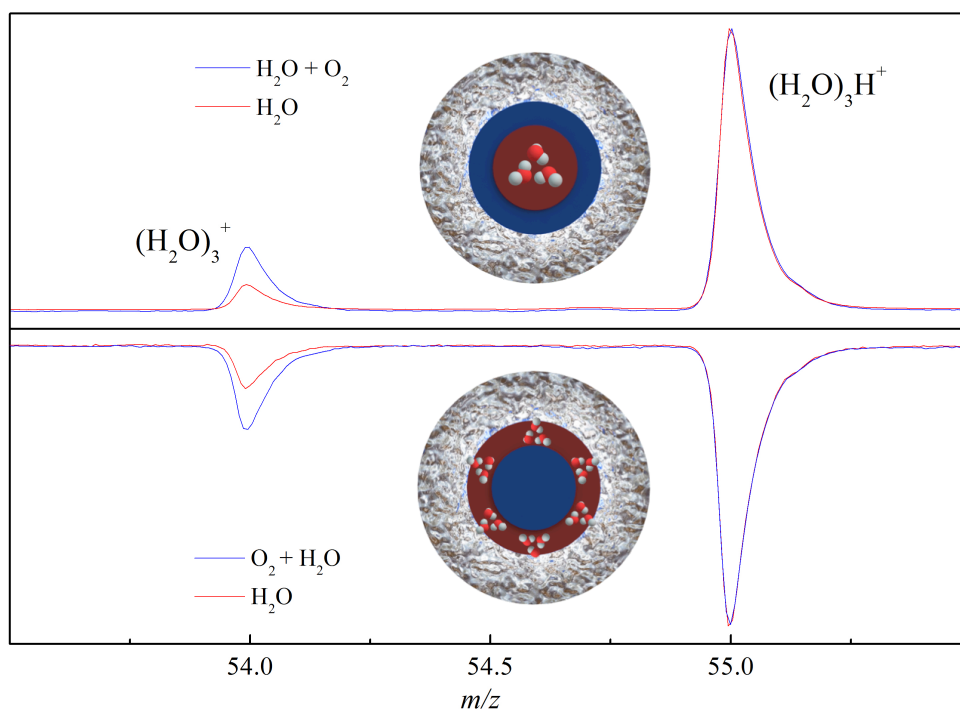 H₂O + O₂
H₂O
(H₂O)₃H⁺
(H₂O)₃⁺
O₂ + H₂O
H₂O
54.0 54.5 55.0
m/z